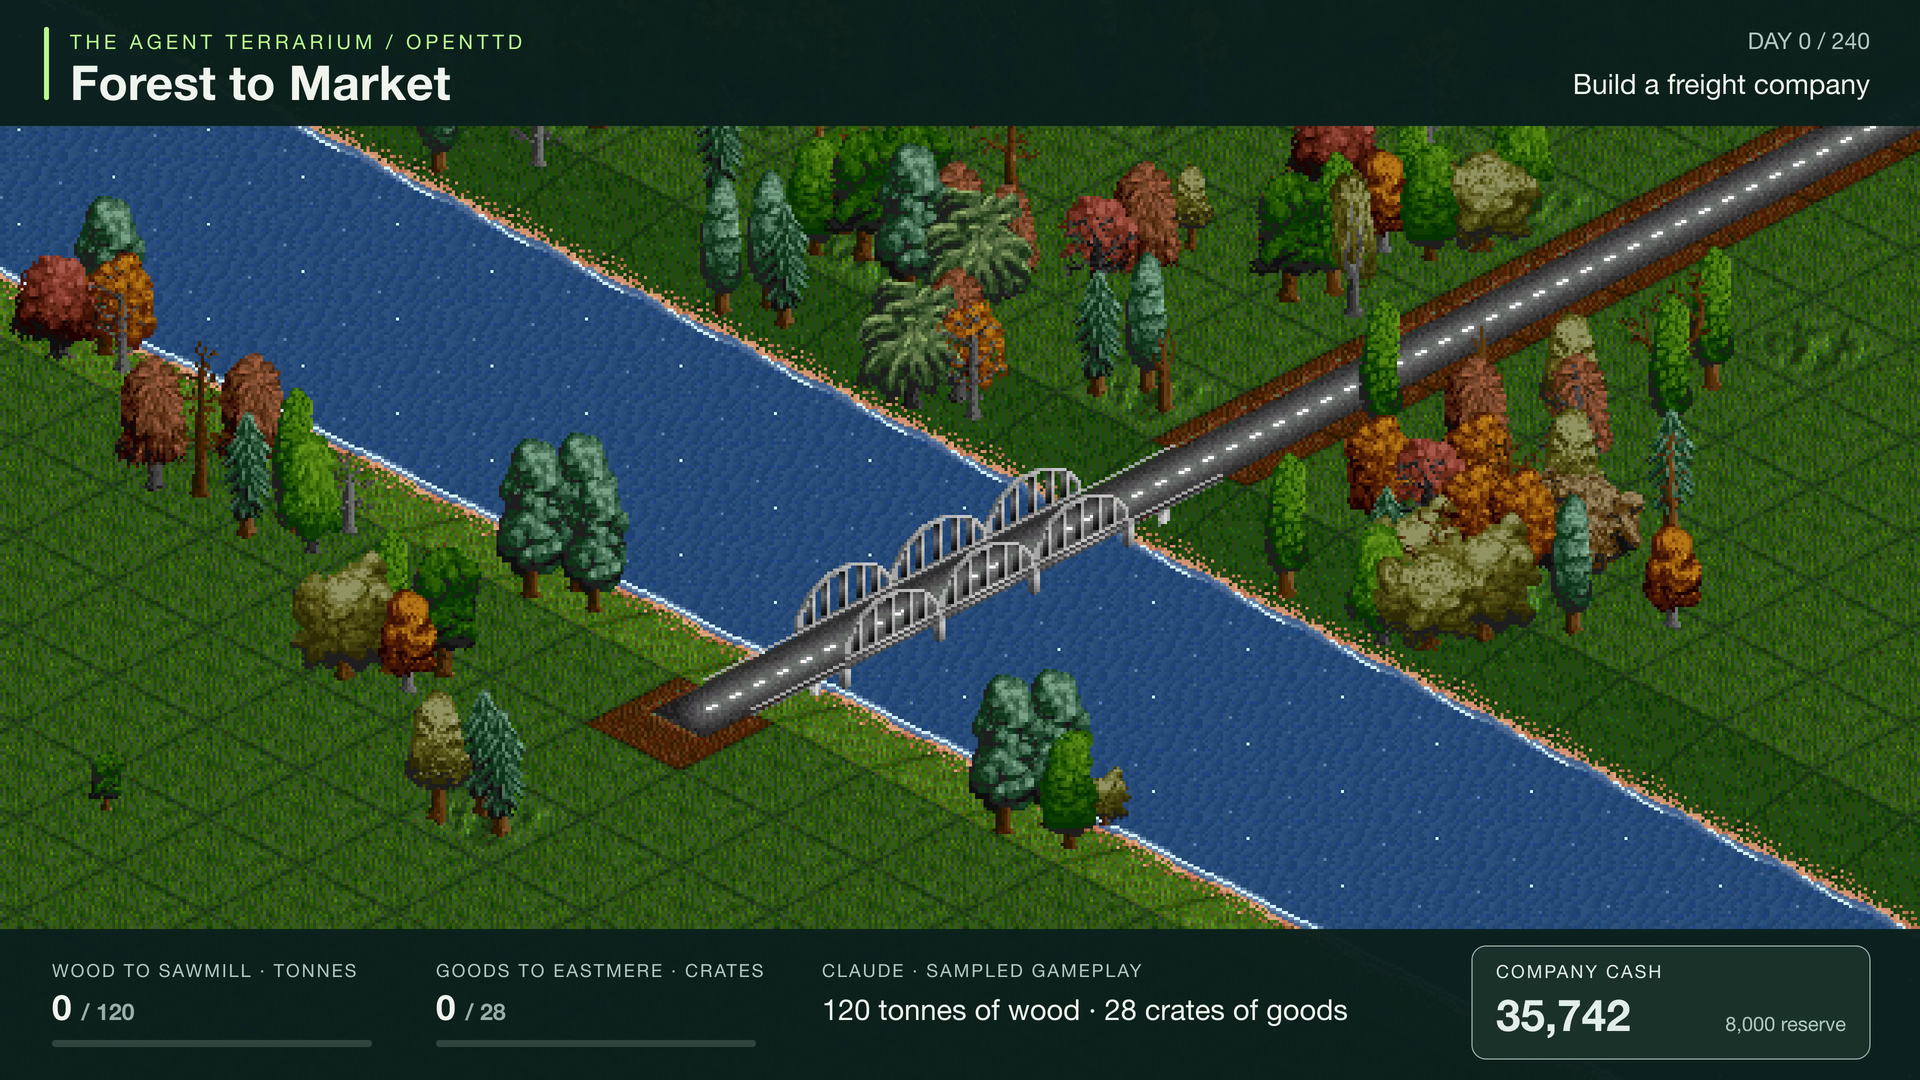 THE AGENT TERRARIUM / OPENTTD
Forest to Market
DAY 0 / 240
Build a freight company
WOOD TO SAWMILL · TONNES
0 / 120
GOODS TO EASTMERE · CRATES
0 / 28
CLAUDE · SAMPLED GAMEPLAY
120 tonnes of wood · 28 crates of goods
COMPANY CASH
35,742
8,000 reserve